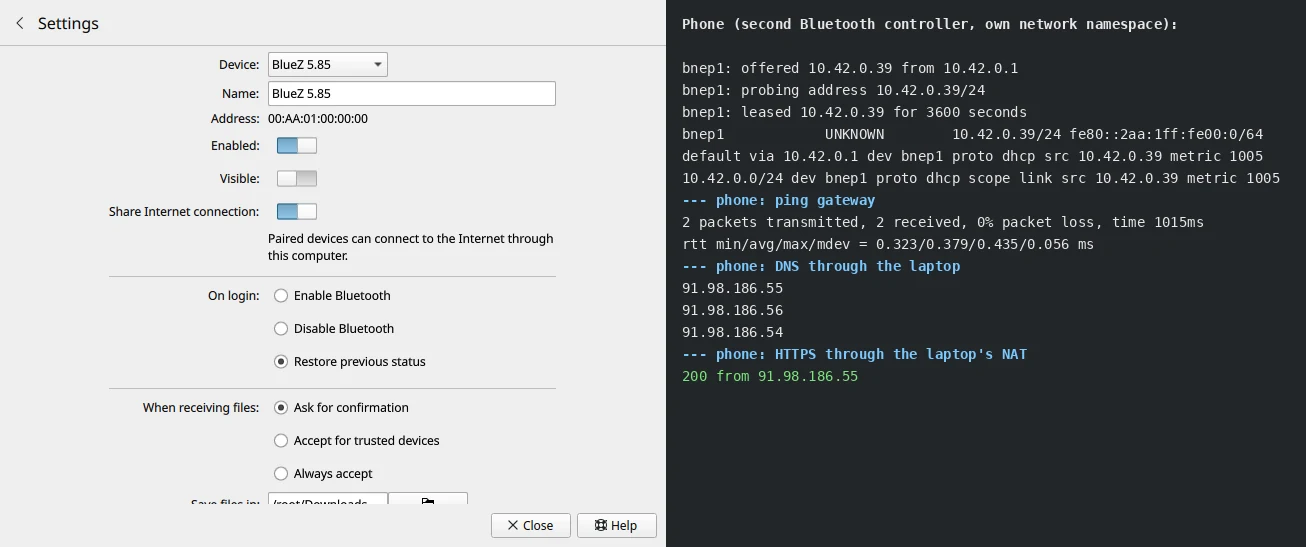 Settings
Device: BlueZ 5.85
Name: BlueZ 5.85
Address: 00:AA:01:00:00:00
Enabled:
Visible:
Share Internet connection:
Paired devices can connect to the Internet through
this computer.
On login: Enable Bluetooth
Disable Bluetooth
Restore previous status
When receiving files: Ask for confirmation
Accept for trusted devices
Always accept
Save files in: /root/Downloads
Close Help
Phone (second Bluetooth controller, own network namespace):
bnep1: offered 10.42.0.39 from 10.42.0.1
bnep1: probing address 10.42.0.39/24
bnep1: leased 10.42.0.39 for 3600 seconds
bnep1 UNKNOWN 10.42.0.39/24 fe80::2aa:1ff:fe00:0/64
default via 10.42.0.1 dev bnep1 proto dhcp src 10.42.0.39 metric 1005
10.42.0.0/24 dev bnep1 proto dhcp scope link src 10.42.0.39 metric 1005
--- phone: ping gateway
2 packets transmitted, 2 received, 0% packet loss, time 1015ms
rtt min/avg/max/mdev = 0.323/0.379/0.435/0.056 ms
--- phone: DNS through the laptop
91.98.186.55
91.98.186.56
91.98.186.54
--- phone: HTTPS through the laptop's NAT
200 from 91.98.186.55